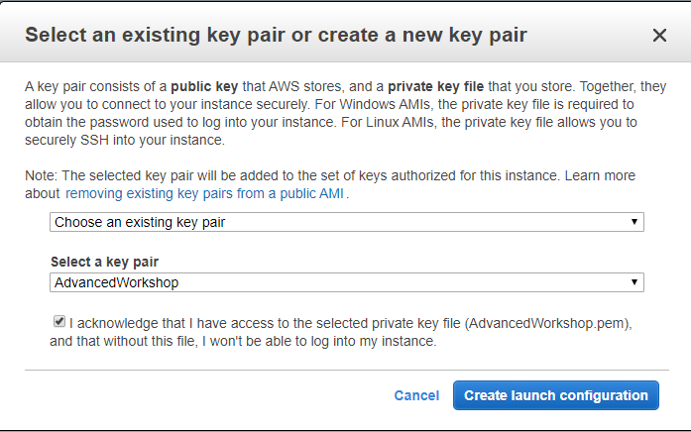 Select an existing key pair or create a new key pair
A key pair consists of a public key that AWS stores, and a private key file that you store. Together, they
allow you to connect to your instance securely. For Windows AMIs, the private key file is required to
obtain the password used to log into your instance. For Linux AMIs, the private key file allows you to
securely SSH into your instance.
Note: The selected key pair will be added to the set of keys authorized for this instance. Learn more
about removing existing key pairs from a public AMI .
Choose an existing key pair
Select a key pair
AdvancedWorkshop
I acknowledge that I have access to the selected private key file (AdvancedWorkshop.pem),
and that without this file, I won't be able to log into my instance.
Cancel Create launch configuration